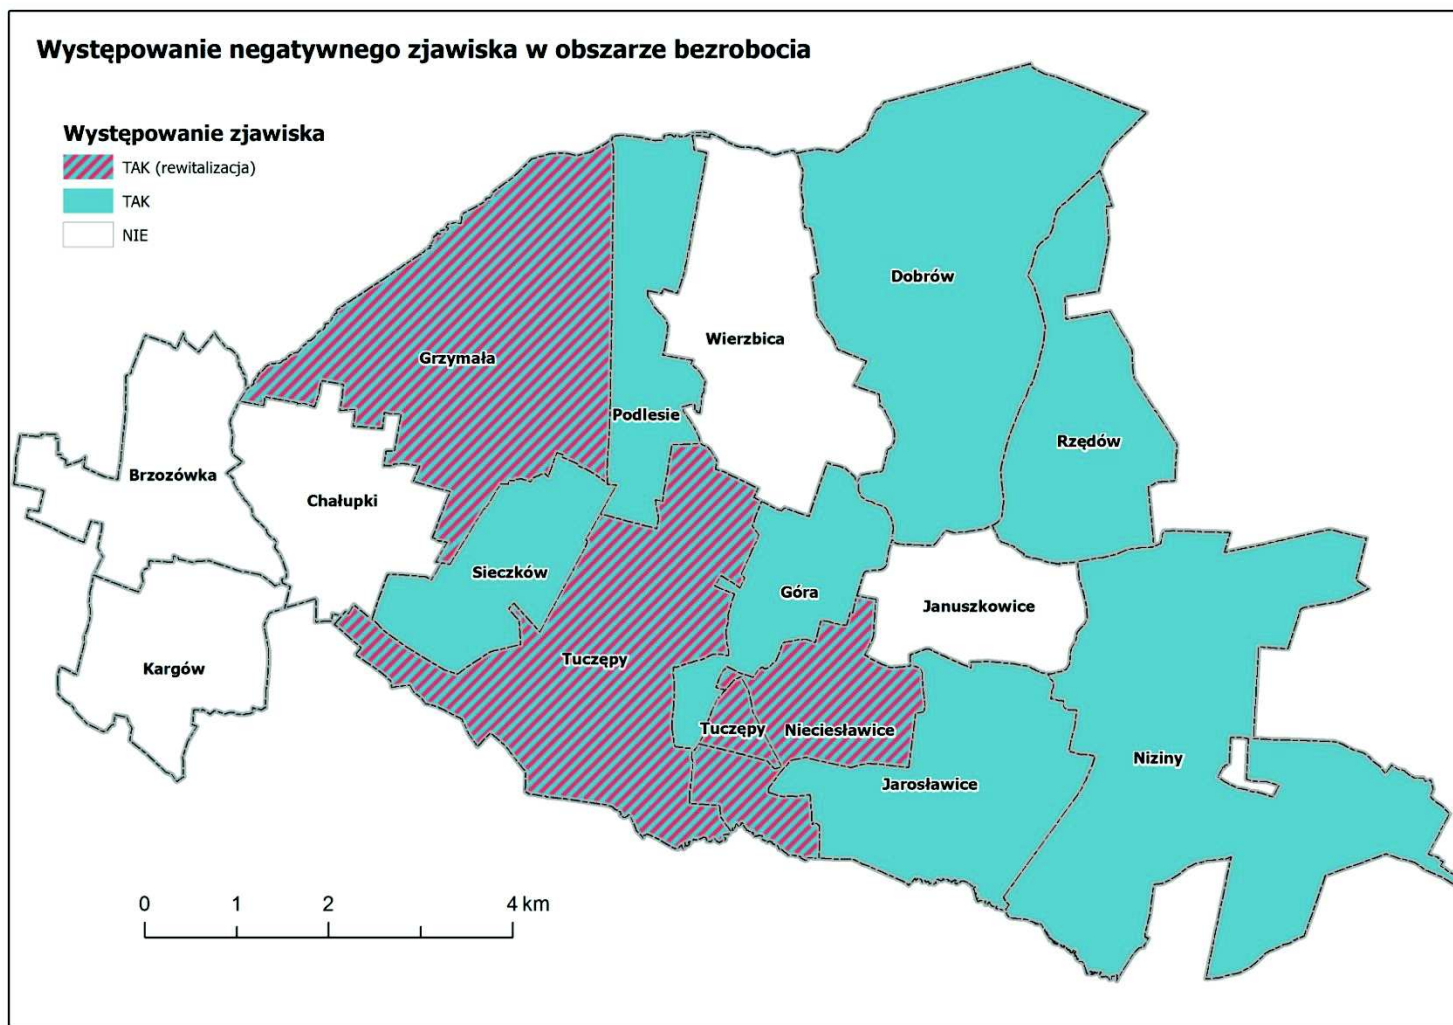 Występowanie negatywnego zjawiska w obszarze bezrobocia
Występowanie zjawiska
TAK (rewitalizacja)
TAK
NIE
Dobrów
Wierzbica
Grzymała
Podlesie
Rzędów
Brzozówka
Chałupki
Sieczków
Góra
Januszkowice
Tuczępy
Kargów
Tuczępy
Nieciesławice
Niziny
Jarosławice
0 1 2 4 km